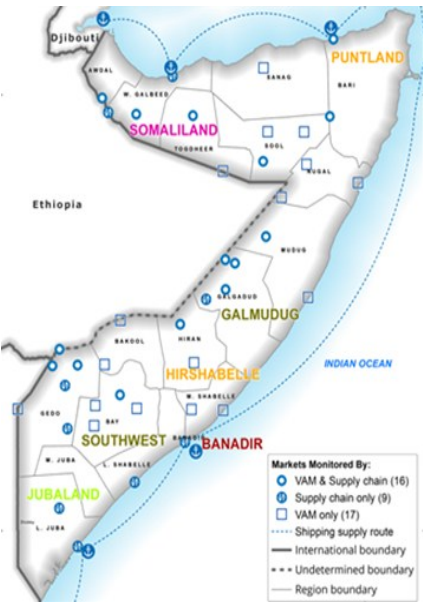 Djibouti
PUNTLAND
AWDAL
SANAG
BARI
W. GALBEED
SOMALILAND
TOGDHEER
SOOL
NUGAL
Ethiopia
MUDUG
GALGADUD
GALMUDUG
BAKOOL
HIRAN
INDIAN OCEAN
HIRSHABELLE
GEDO
M. SHABELLE
BAY
SOUTHWEST
BANADIR
M. JUBA
L. SHABELLE
JUBALAND
L. JUBA
Markets Monitored By:
VAM & Supply chain (16)
Supply chain only (9)
VAM only (17)
Shipping supply route
International boundary
Undetermined boundary
Region boundary